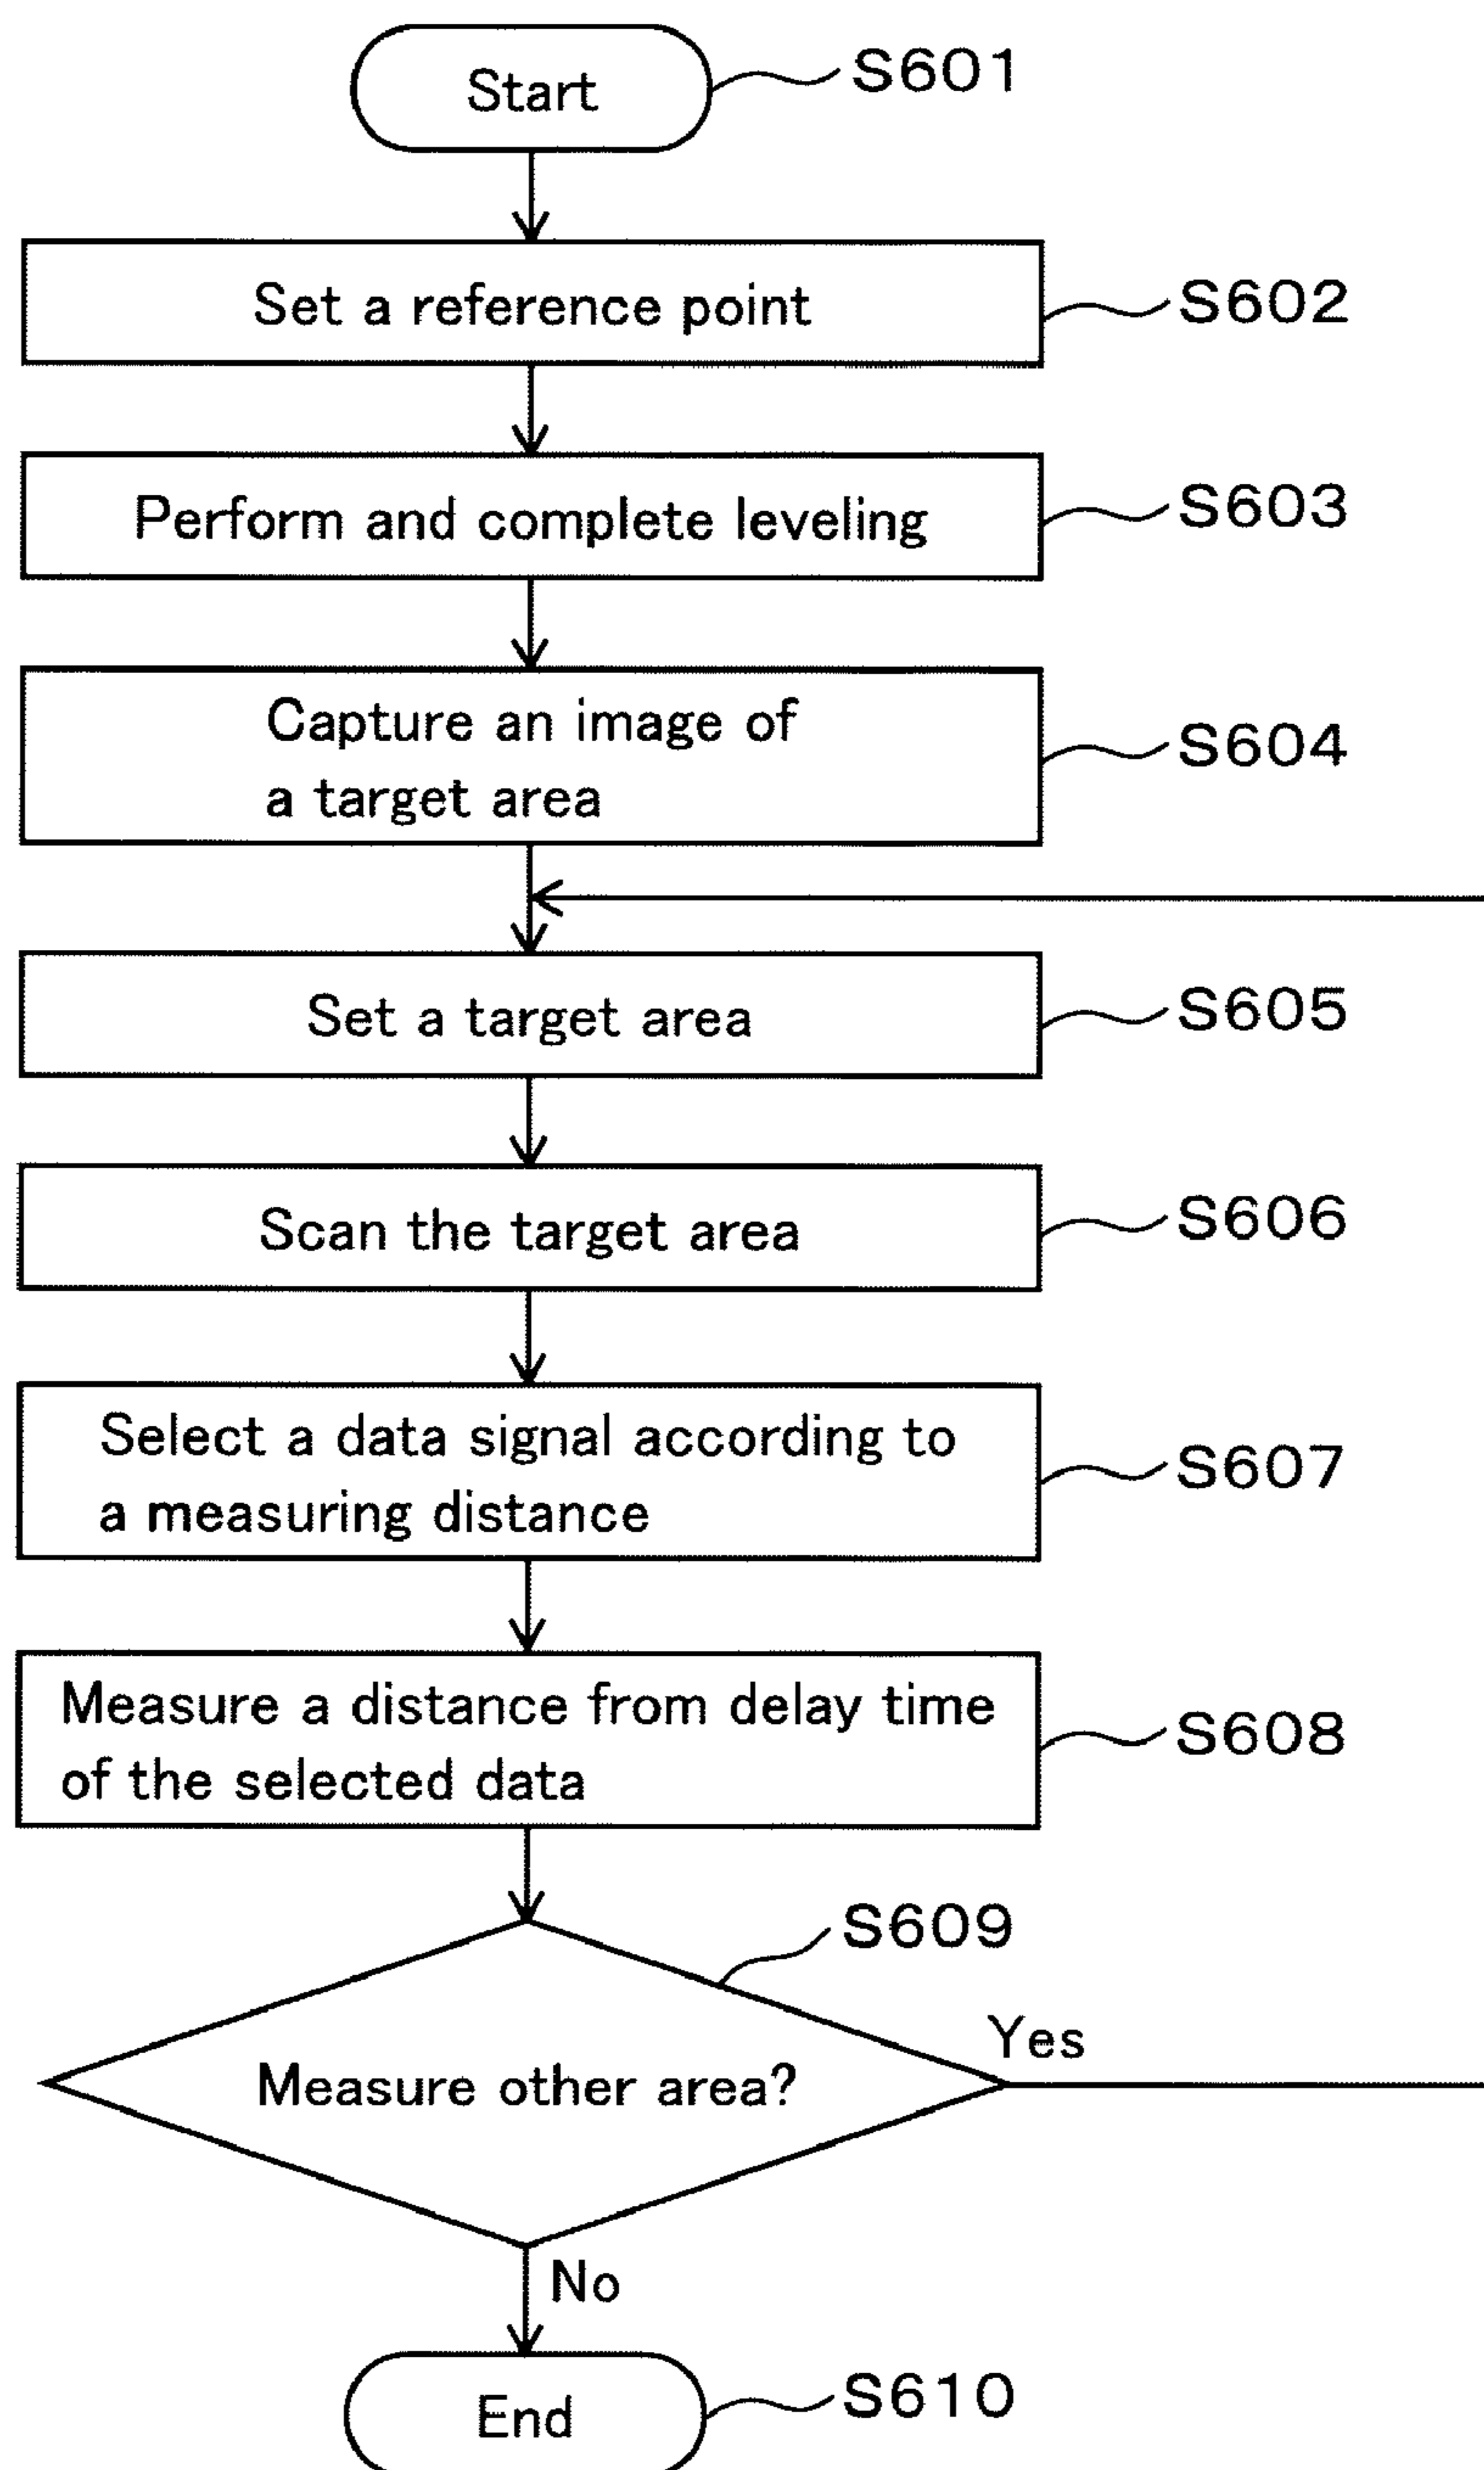 Start
S601
Set a reference point
S602
Perform and complete leveling
S603
Capture an image of
a target area
S604
Set a target area
S605
Scan the target area
S606
Select a data signal according to
a measuring distance
S607
Measure a distance from delay time
of the selected data
S608
S609
Measure other area?
Yes
No
End
S610